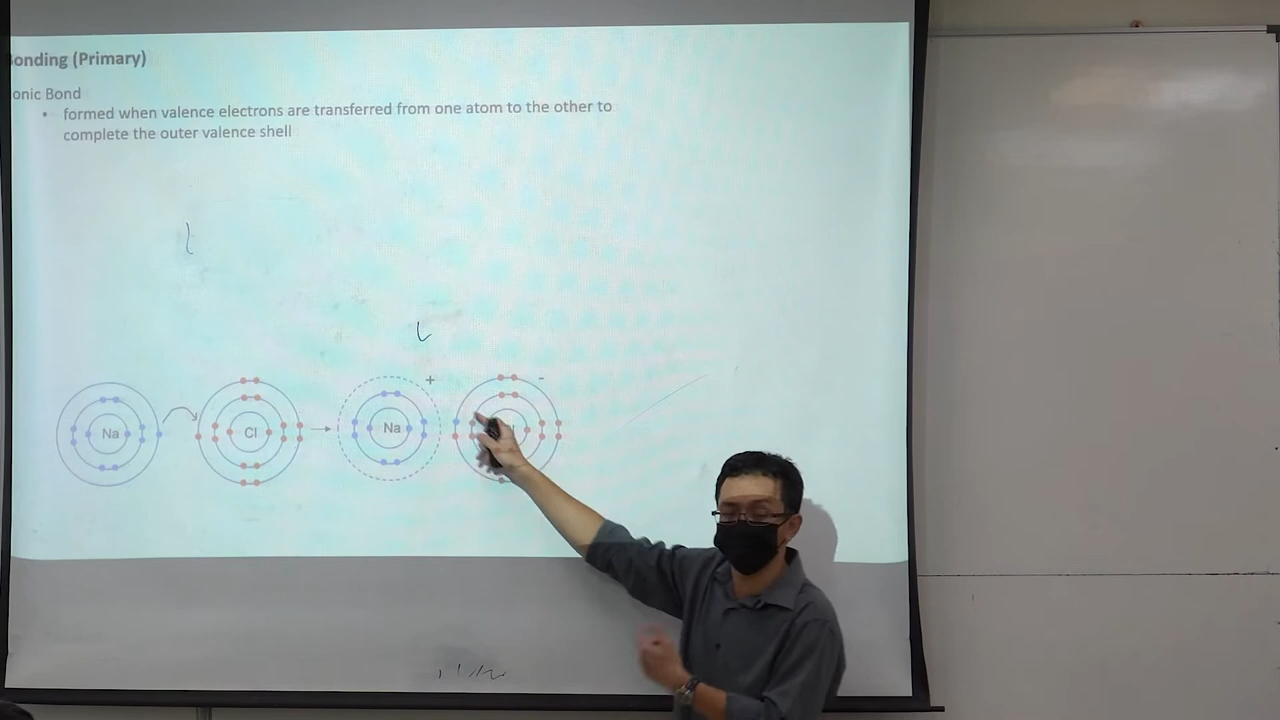 onding (Primary)
onic Bond
• formed when valence electrons are transferred from one atom to the other to
complete the outer valence shell
Na Cl Na + -